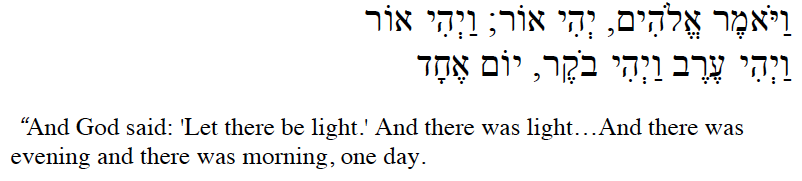 וַיֹּאמֶר אֱלֹהִים, יְהִי אוֹר; וַיְהִי אוֹר
וַיְהִי עֶרֶב וַיְהִי בֹקֶר, יוֹם אֶחָד
“And God said: 'Let there be light.' And there was light…And there was
evening and there was morning, one day.